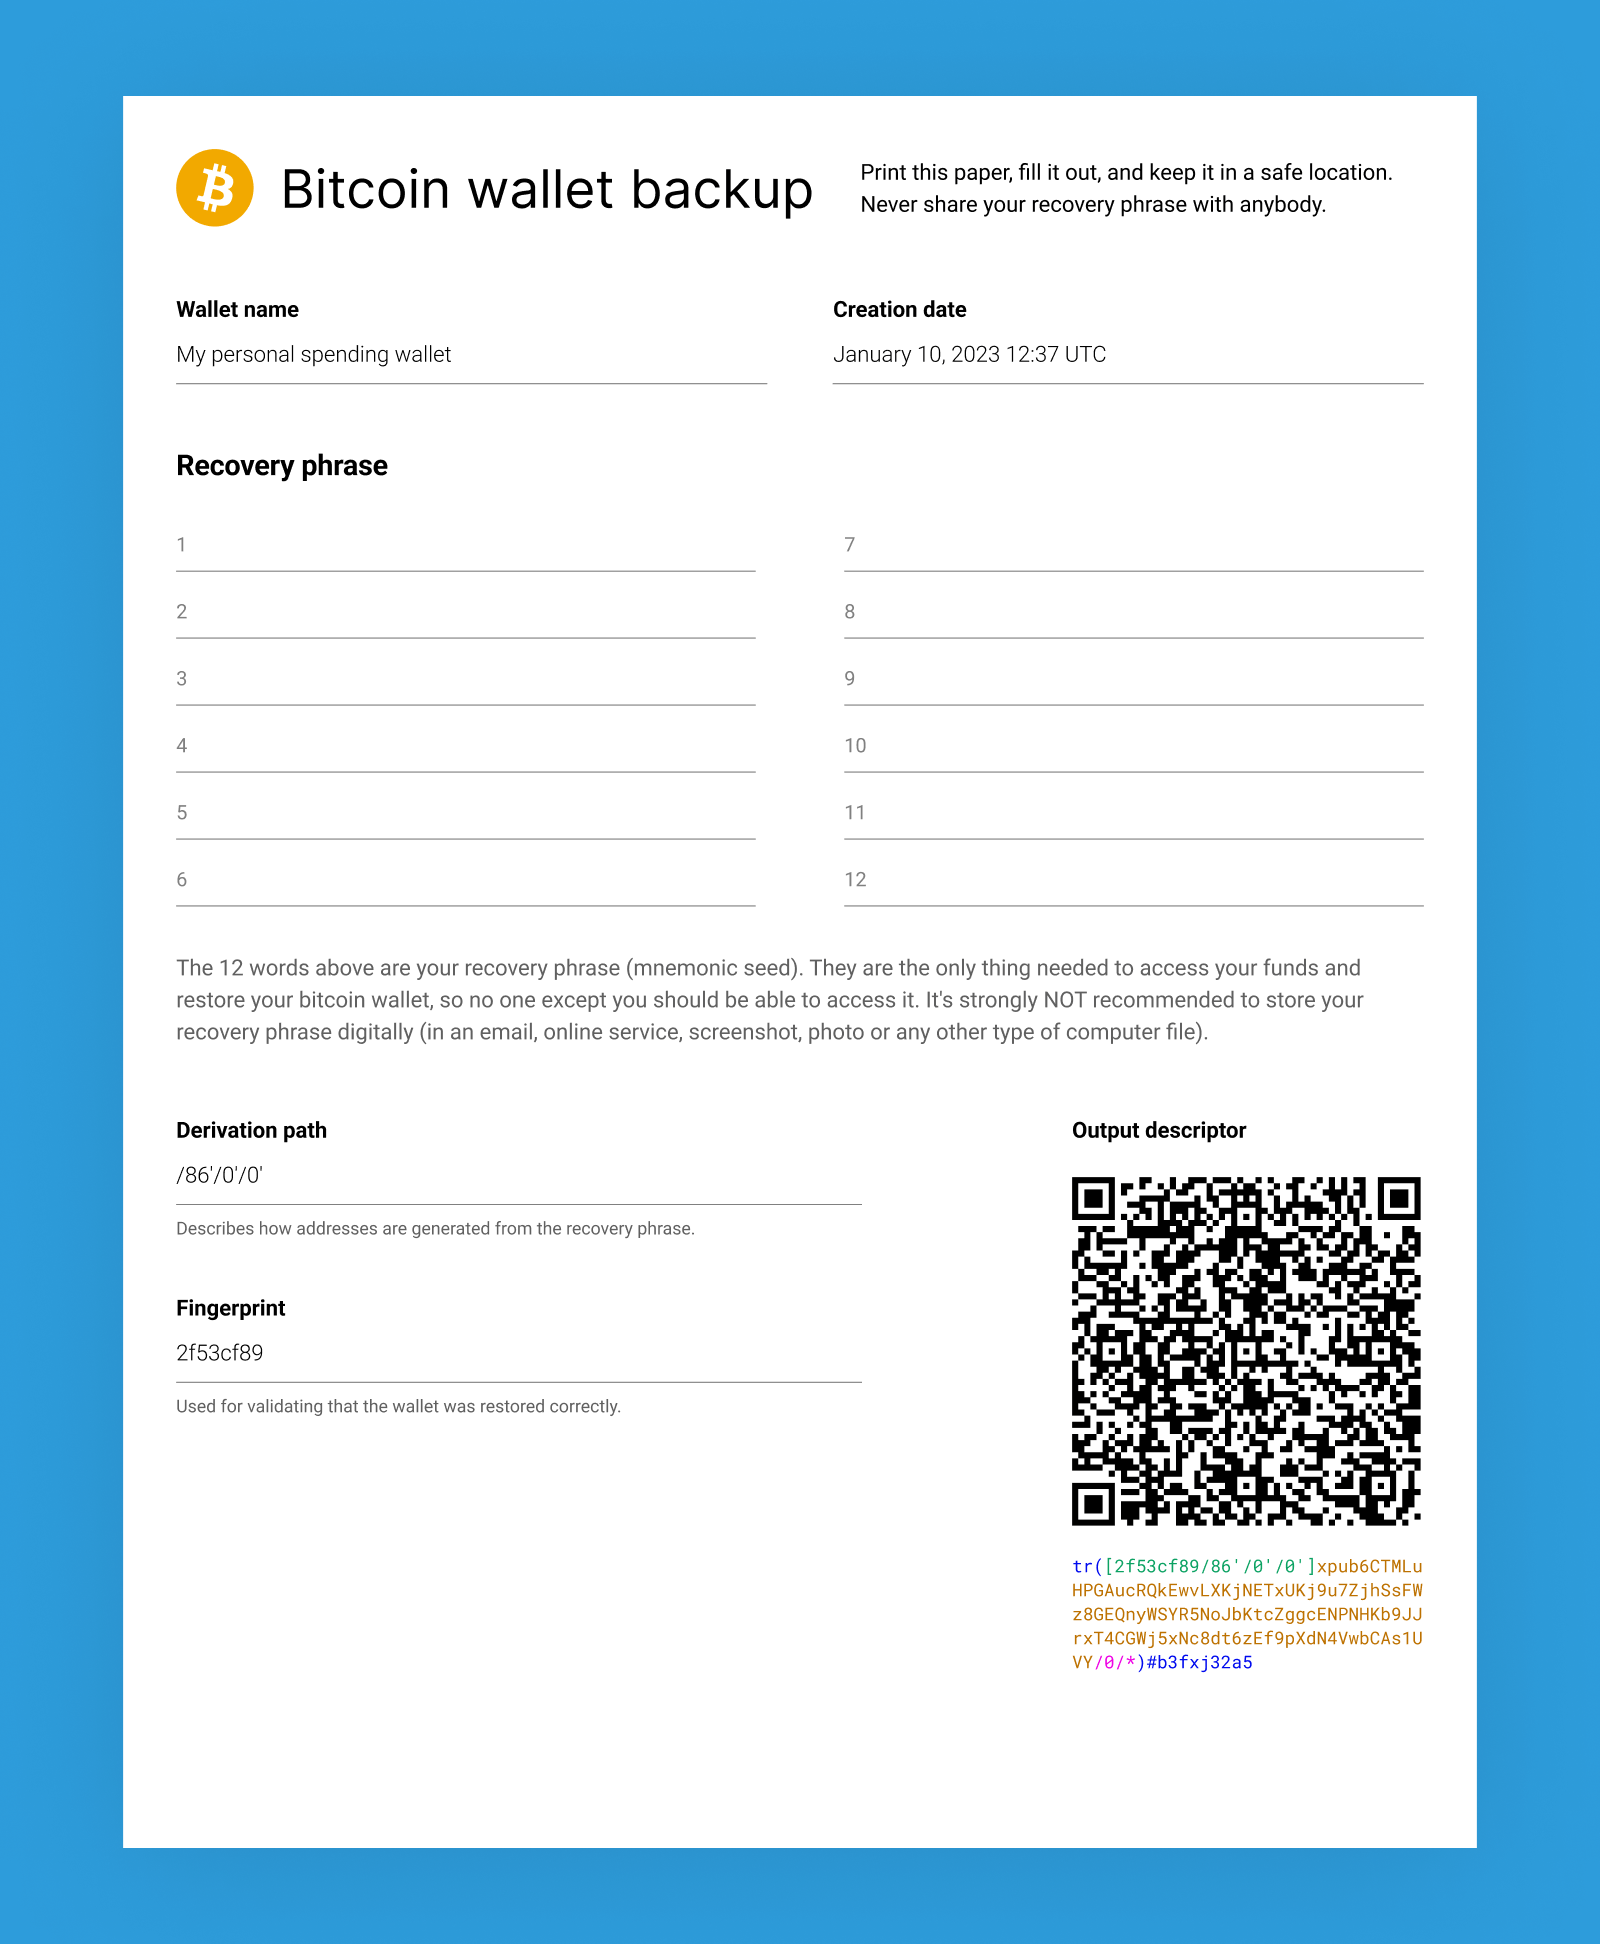 Bitcoin wallet backup
Print this paper, fill it out, and keep it in a safe location.
Never share your recovery phrase with anybody.
Wallet name
My personal spending wallet
Creation date
January 10, 2023 12:37 UTC
Recovery phrase
1
2
3
4
5
6
7
8
9
10
11
12
The 12 words above are your recovery phrase (mnemonic seed). They are the only thing needed to access your funds and
restore your bitcoin wallet, so no one except you should be able to access it. It's strongly NOT recommended to store your
recovery phrase digitally (in an email, online service, screenshot, photo or any other type of computer file).
Derivation path
/86'/0'/0'
Describes how addresses are generated from the recovery phrase.
Fingerprint
2f53cf89
Used for validating that the wallet was restored correctly.
Output descriptor
tr([2f53cf89/86'/0'/0']xpub6CTMLu
HPGAucRQkEwvLXKjNETxUKj9u7ZjhSsFW
z8GEQnyWSYR5NoJbKtcZggcENPNHKb9JJ
rxT4CGWj5xNc8dt6zEf9pXdN4VwbCAs1U
VY/0/*)#b3fxj32a5